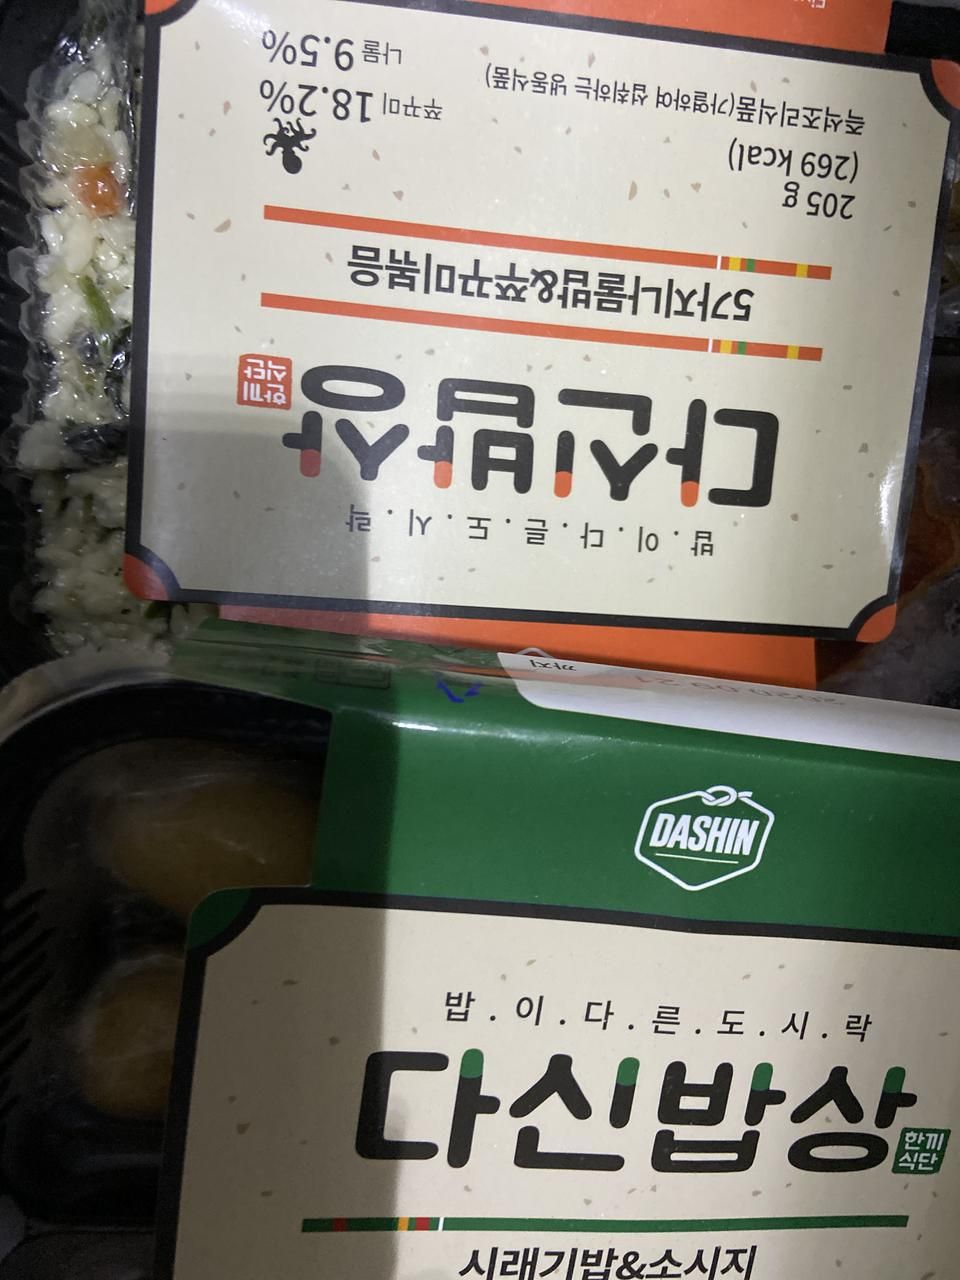 밥.이.다.른.도.시.락
다신밥상
한끼
식단
5가지나물밥&쭈꾸미볶음
205 g
(269 kcal)
즉석조리식품(가열하여 섭취하는 냉동식품)
쭈꾸미 18.2%
나물 9.5%
까지
DASHIN
밥.이.다.른.도.시.락
다신밥상
한끼
식단
시래기밥&소시지